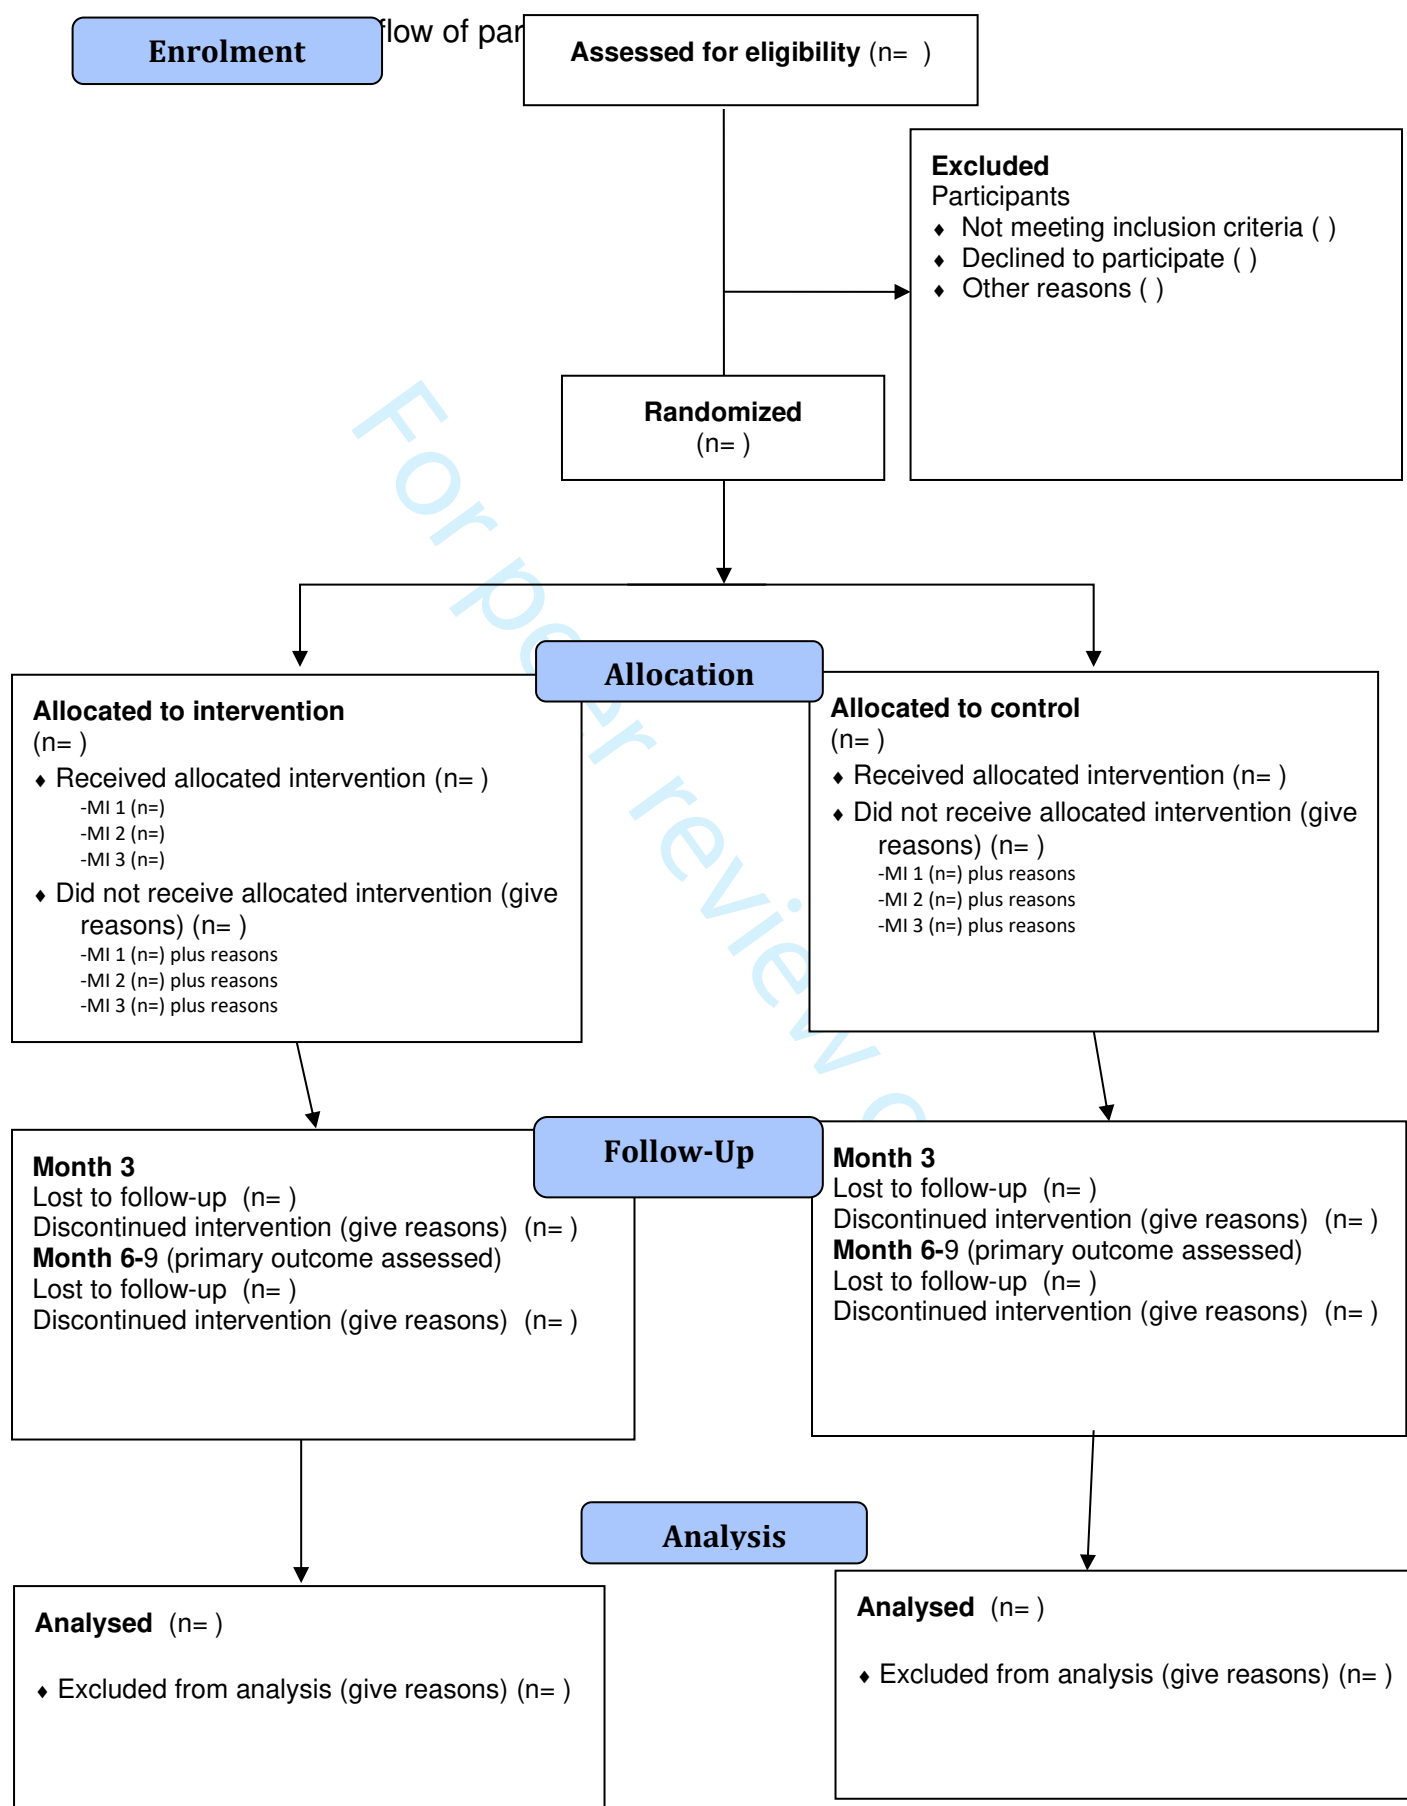 flow of par
Enrolment
Assessed for eligibility (n=  )
Excluded
Participants
♦ Not meeting inclusion criteria ( )
♦ Declined to participate ( )
♦ Other reasons ( )
Randomized
(n= )
Allocation
Allocated to intervention
(n= )
♦ Received allocated intervention (n= )
-MI 1 (n=)
-MI 2 (n=)
-MI 3 (n=)
♦ Did not receive allocated intervention (give
reasons) (n= )
-MI 1 (n=) plus reasons
-MI 2 (n=) plus reasons
-MI 3 (n=) plus reasons
Allocated to control
(n= )
♦ Received allocated intervention (n= )
♦ Did not receive allocated intervention (give
reasons) (n= )
-MI 1 (n=) plus reasons
-MI 2 (n=) plus reasons
-MI 3 (n=) plus reasons
Follow-Up
Month 3
Lost to follow-up  (n= )
Discontinued intervention (give reasons)  (n= )
Month 6-9 (primary outcome assessed)
Lost to follow-up  (n= )
Discontinued intervention (give reasons)  (n= )
Month 3
Lost to follow-up  (n= )
Discontinued intervention (give reasons)  (n= )
Month 6-9 (primary outcome assessed)
Lost to follow-up  (n= )
Discontinued intervention (give reasons)  (n= )
Analysis
Analysed  (n= )
♦ Excluded from analysis (give reasons) (n= )
Analysed  (n= )
♦ Excluded from analysis (give reasons) (n= )
For peer review